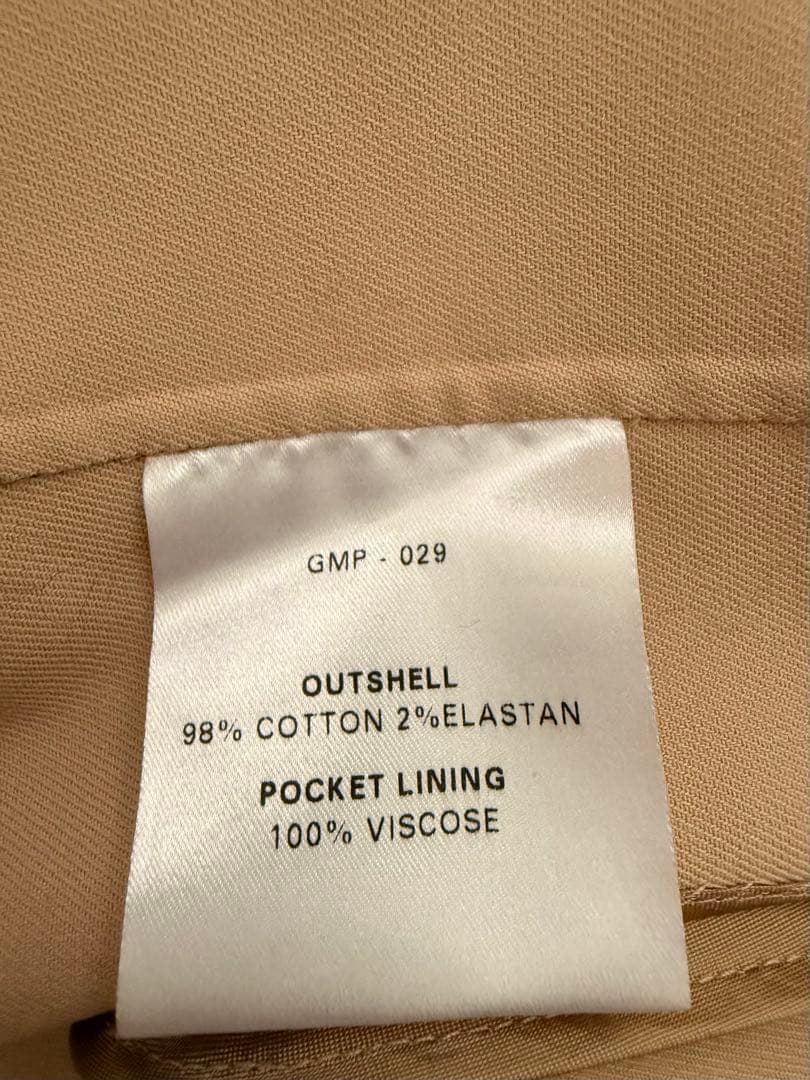 GMP - 029
OUTSHELL
98% COTTON 2%ELASTAN
POCKET LINING
100% VISCOSE